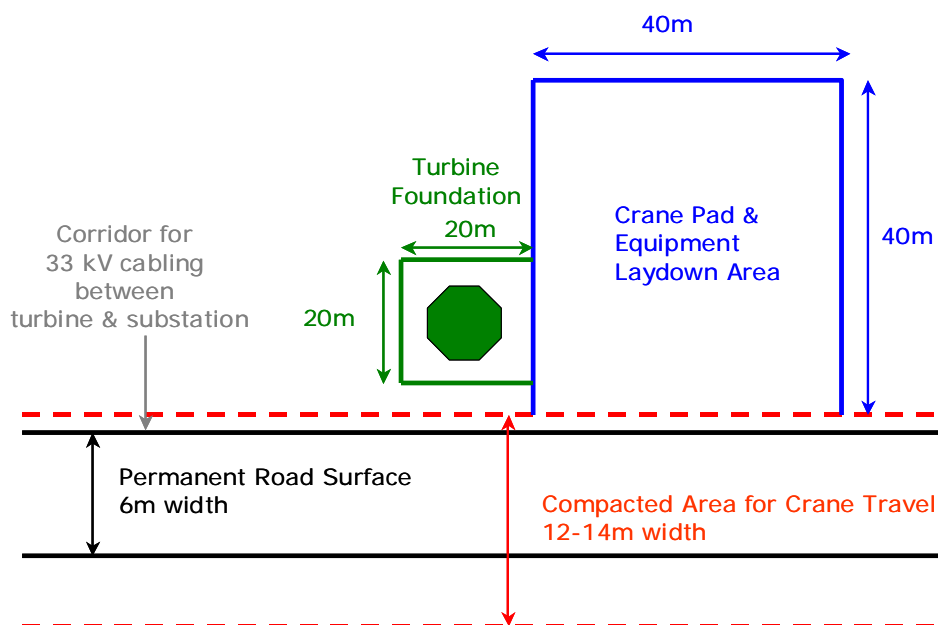 40m
Turbine
Foundation
20m
Crane Pad &
Equipment
Laydown Area
40m
Corridor for
33 kV cabling
between
turbine & substation
20m
Permanent Road Surface
6m width
Compacted Area for Crane Travel
12-14m width